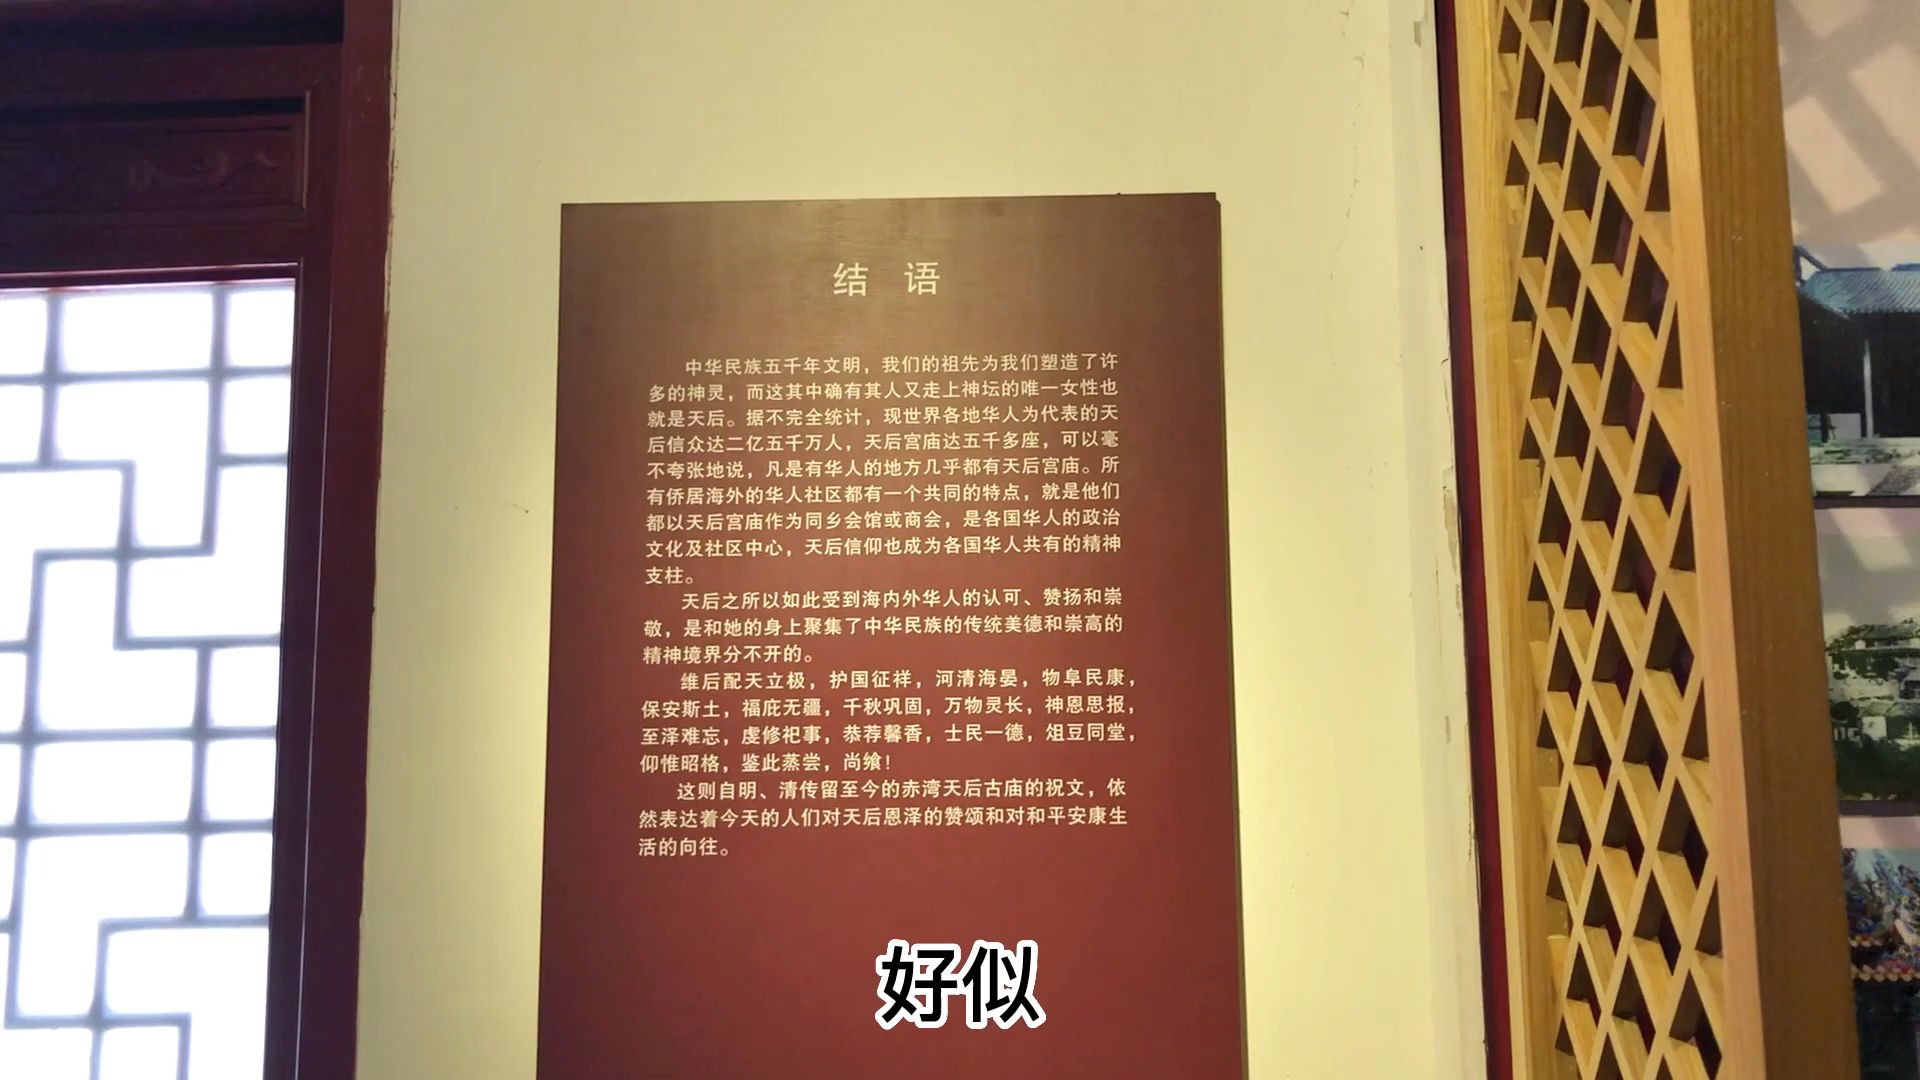 结 语
中华民族五千年文明，我们的祖先为我们塑造了许
多的神灵，而这其中确有其人又走上神坛的唯一女性也
就是天后。据不完全统计，现世界各地华人为代表的天
后信众达二亿五千万人，天后宫庙达五千多座，可以毫
不夸张地说，凡是有华人的地方几乎都有天后宫庙。所
有侨居海外的华人社区都有一个共同的特点，就是他们
都以天后宫庙作为同乡会馆或商会，是各国华人的政治
文化及社区中心，天后信仰也成为各国华人共有的精神
支柱。
天后之所以如此受到海内外华人的认可、赞扬和崇
敬，是和她的身上聚集了中华民族的传统美德和崇高的
精神境界分不开的。
维后配天立极，护国征祥，河清海晏，物阜民康，
保安斯土，福庇无疆，千秋巩固，万物灵长，神恩思报，
至泽难忘，虔修祀事，恭荐馨香，士民一德，俎豆同堂，
仰惟昭格，鉴此蒸尝，尚飨！
这则自明、清传留至今的赤湾天后古庙的祝文，依
然表达着今天的人们对天后恩泽的赞颂和对和平安康生
活的向往。
好似